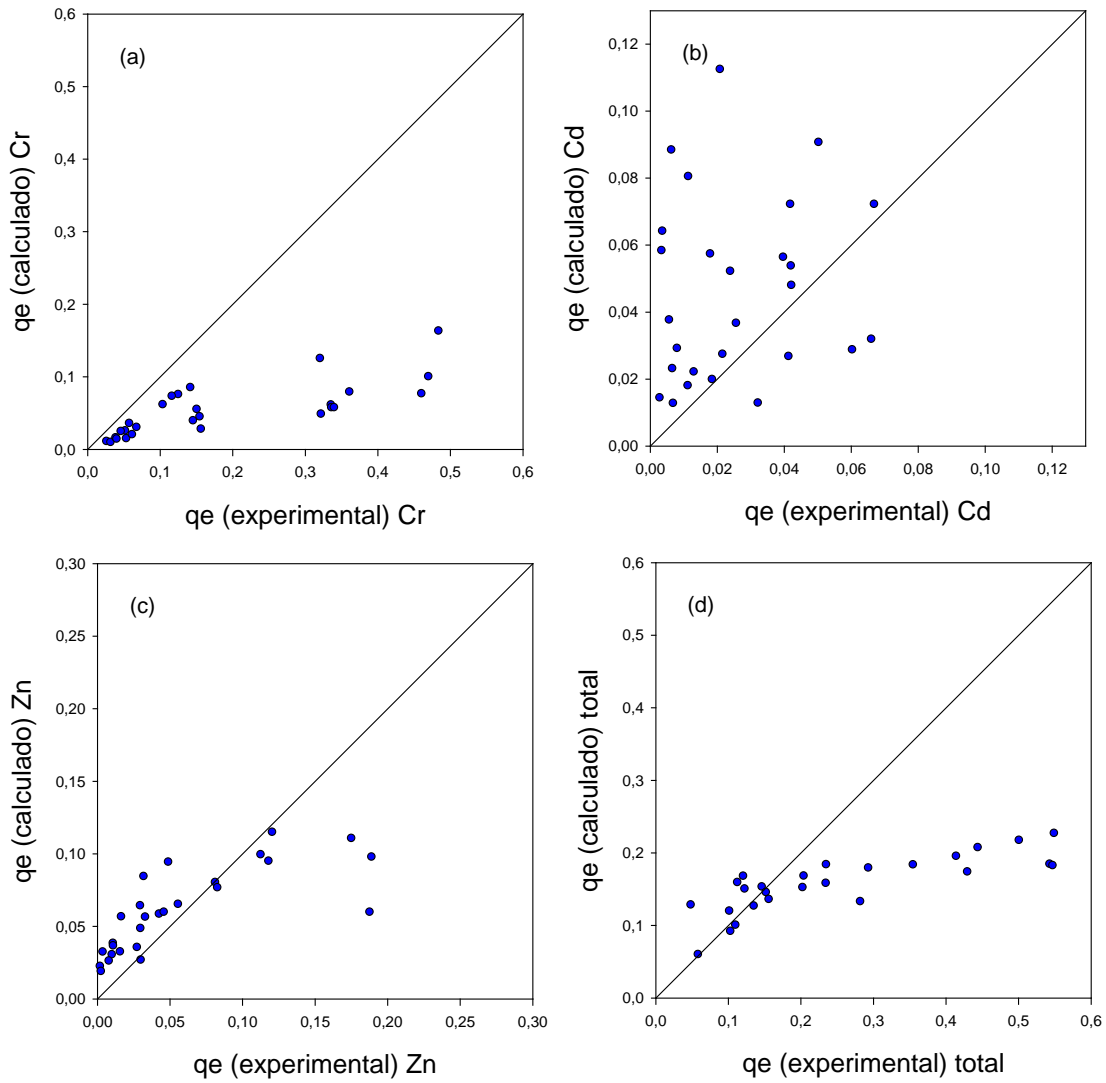 (a)
qe (calculado) Cr
0,6
0,5
0,4
0,3
0,2
0,1
0,0
0,0 0,1 0,2 0,3 0,4 0,5 0,6
qe (experimental) Cr
(b)
qe (calculado) Cd
0,12
0,10
0,08
0,06
0,04
0,02
0,00
0,00 0,02 0,04 0,06 0,08 0,10 0,12
qe (experimental) Cd
(c)
qe (calculado) Zn
0,30
0,25
0,20
0,15
0,10
0,05
0,00
0,00 0,05 0,10 0,15 0,20 0,25 0,30
qe (experimental) Zn
(d)
qe (calculado) total
0,6
0,5
0,4
0,3
0,2
0,1
0,0
0,0 0,1 0,2 0,3 0,4 0,5 0,6
qe (experimental) total